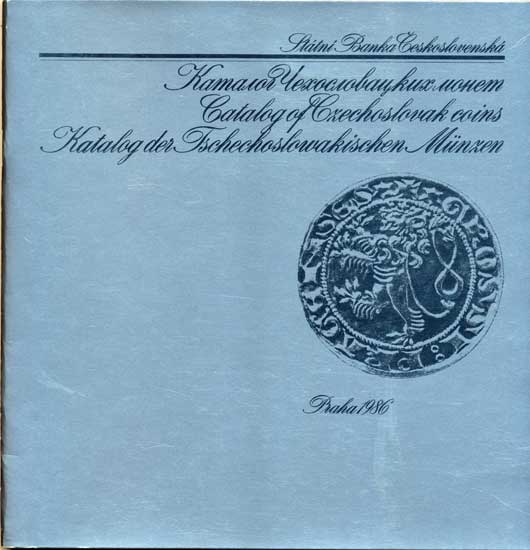 Státní Banka Československá
Каталог Чехословацких монет
Catalog of Czechoslovak coins
Katalog der Tschechoslowakischen Münzen
Praha 1986